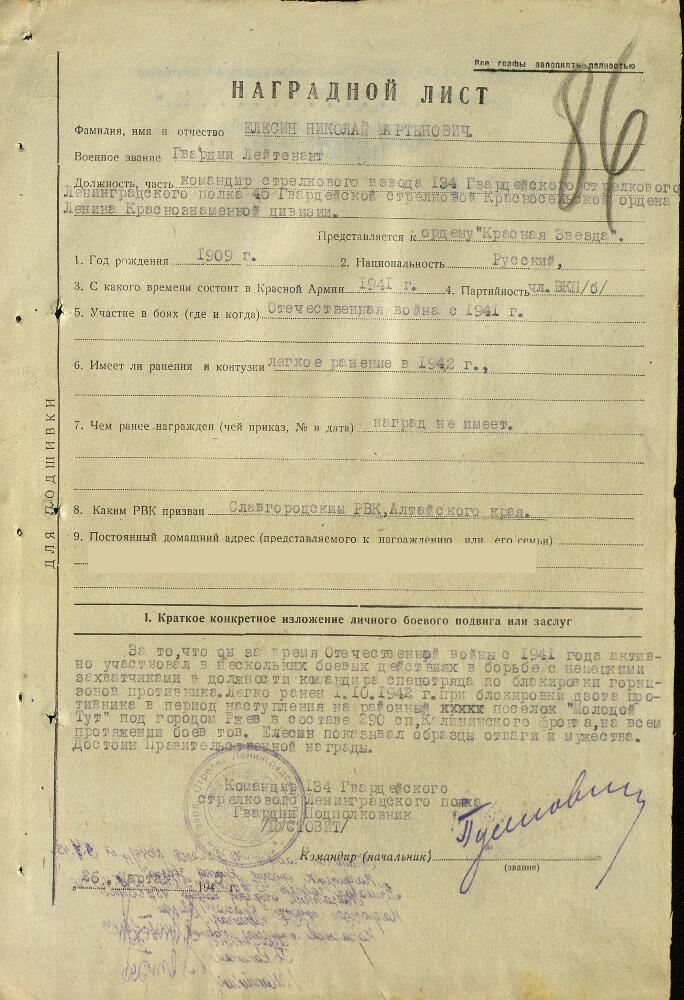 Все графы заполнять полностью
86
НАГРАДНОЙ ЛИСТ
Фамилия, имя и отчество ЕЛЕСИН НИКОЛАЙ МАРТЫНОВИЧ.
Военное звание Гвардии Лейтенант
Должность, часть командир стрелкового взвода 134 Гвардейского стрелкового
Ленинградского полка 45 Гвардейской стрелковой Красносельской ордена
Ленина Краснознаменной дивизии.
Представляется к ордену "Красная Звезда".
1. Год рождения 1909 г. 2. Национальность Русский,
3. С какого времени состоит в Красной Армии 1941 г. 4. Партийность чл.ВКП/б/
5. Участие в боях (где и когда) Отечественная война с 1941 г.
6. Имеет ли ранения и контузии легкое ранение в 1942 г.,
7. Чем ранее награжден (чей приказ, № и дата) наград не имеет.
8. Каким РВК призван Славгородским РВК, Алтайского края.
9. Постоянный домашний адрес (представляемого к награждению или его семьи)
ДЛЯ ПОДШИВКИ
I. Краткое конкретное изложение личного боевого подвига или заслуг
За то, что он за время Отечественной войны с 1941 года актив-
но участвовал в нескольких боевых действиях в борьбе с немецкими
захватчиками в должности командира спецотряда по блакировки горни-
зонов противника. Легко ранен 1.10.1942 г. при блокировки дзота про-
тивника в период наступления на районный ххххх поселок "Молодой
Тут" под городом Ржев в составе 290 сп, Калининского фронта, на всем
протяжении боев тов. Елесин показывал образцы отваги и мужества.
Достоин Правительственной награды.
Командир 134 Гвардейского
стрелкового Ленинградского полка
Гвардии Подполковник
/ПУСТОВИТ/
Командир (начальник)
(звание)
"26" марта 194 г.